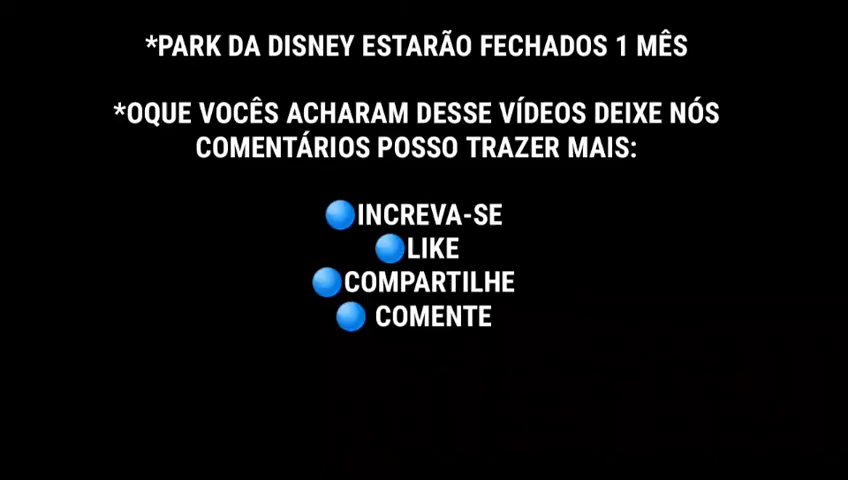 *PARK DA DISNEY ESTARÃO FECHADOS 1 MÊS
*OQUE VOCÊS ACHARAM DESSE VÍDEOS DEIXE NÓS
COMENTÁRIOS POSSO TRAZER MAIS:
🔵INCREVA-SE
🔵LIKE
🔵COMPARTILHE
🔵 COMENTE